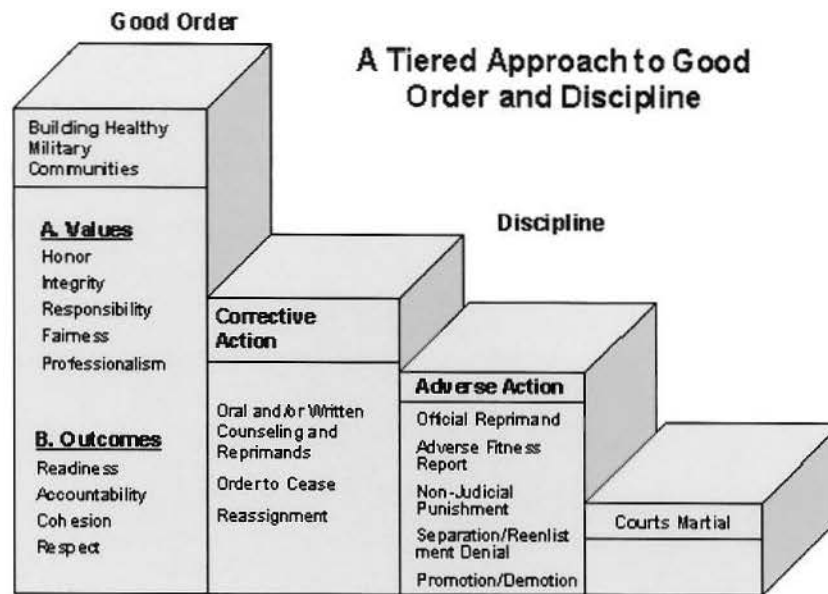 Good Order
A Tiered Approach to Good
Order and Discipline
Building Healthy
Military
Communities
A. Values
Honor
Integrity
Responsibility
Fairness
Professionalism
B. Outcomes
Readiness
Accountability
Cohesion
Respect
Discipline
Corrective
Action
Oral and/or Written
Counseling and
Reprimands
Order to Cease
Reassignment
Adverse Action
Official Reprimand
Adverse Fitness
Report
Non-Judicial
Punishment
Separation/Reenlist
ment Denial
Promotion/Demotion
Courts Martial